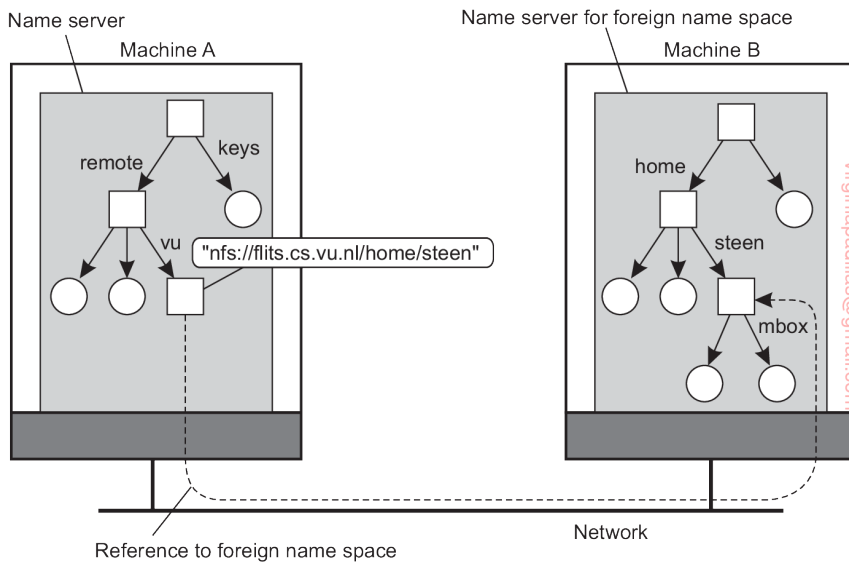 Name server
Name server for foreign name space
Machine A
Machine B
keys
remote
home
vu
steen
"nfs://flits.cs.vu.nl/home/steen"
mbox
Network
Reference to foreign name space